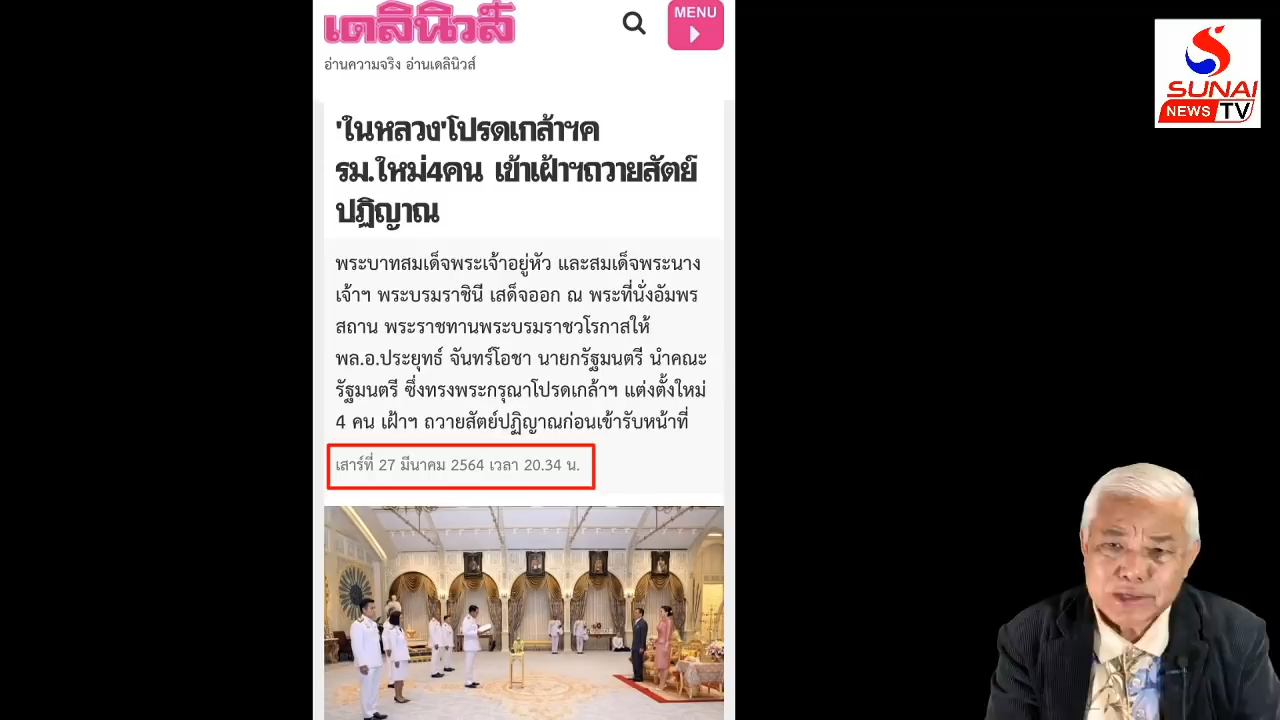 เดลินิวส์
MENU
อ่านความจริง อ่านเดลินิวส์
SUNAI
NEWS TV
'ในหลวง'โปรดเกล้าฯค
รม.ใหม่4คน เข้าเฝ้าฯถวายสัตย์
ปฏิญาณ
พระบาทสมเด็จพระเจ้าอยู่หัว และสมเด็จพระนาง
เจ้าฯ พระบรมราชินี เสด็จออก ณ พระที่นั่งอัมพร
สถาน พระราชทานพระบรมราชวโรกาสให้
พล.อ.ประยุทธ์ จันทร์โอชา นายกรัฐมนตรี นำคณะ
รัฐมนตรี ซึ่งทรงพระกรุณาโปรดเกล้าฯ แต่งตั้งใหม่
4 คน เฝ้าฯ ถวายสัตย์ปฏิญาณก่อนเข้ารับหน้าที่
เสาร์ที่ 27 มีนาคม 2564 เวลา 20.34 น.